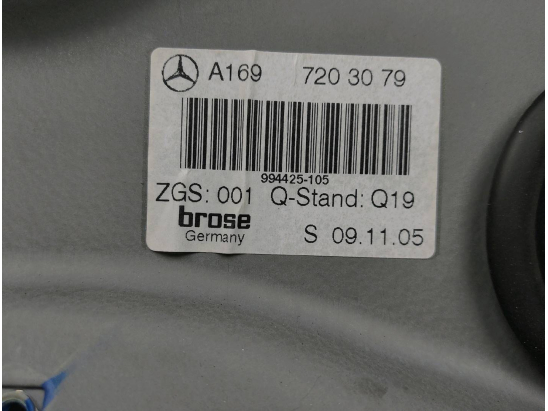 A169 720 30 79
994425-105
ZGS: 001 Q-Stand: Q19
brose
Germany
S 09.11.05